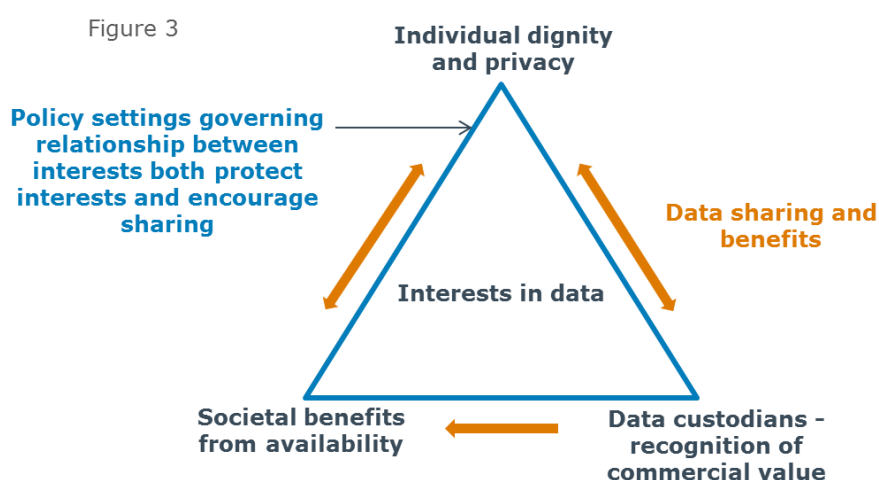 Figure 3
Individual dignity
and privacy
Policy settings governing
relationship between
interests both protect
interests and encourage
sharing
Data sharing and
benefits
Interests in data
Societal benefits
from availability
Data custodians -
recognition of
commercial value